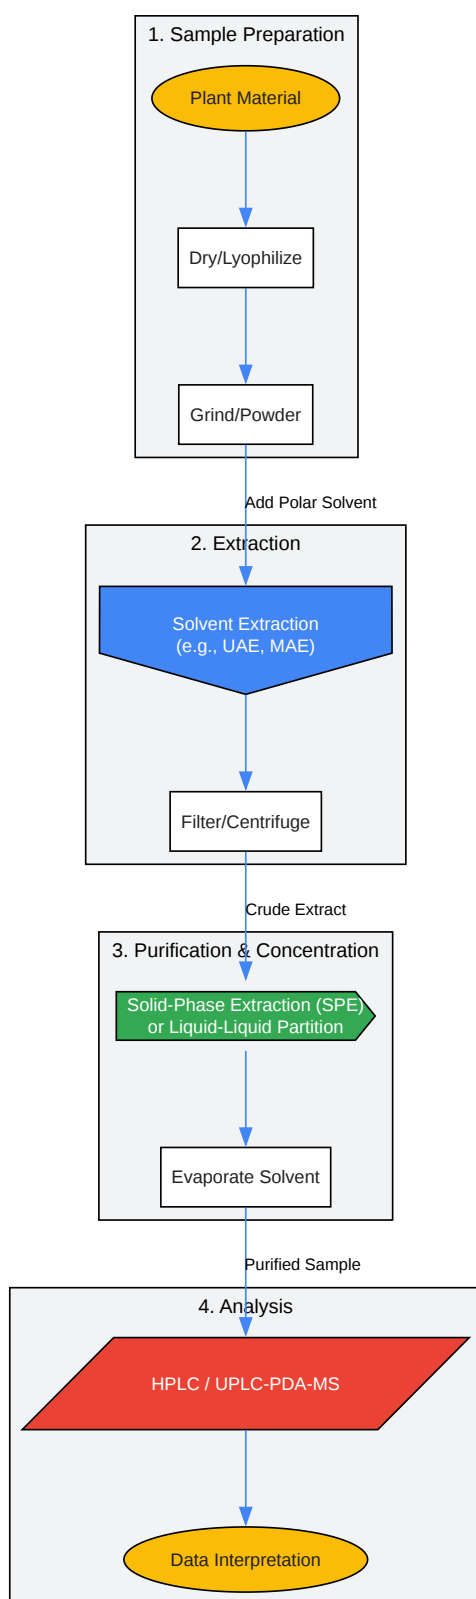 1. Sample Preparation
Plant Material
Dry/Lyophilize
Grind/Powder
Add Polar Solvent
2. Extraction
Solvent Extraction
(e.g., UAE, MAE)
Filter/Centrifuge
Crude Extract
3. Purification & Concentration
Solid-Phase Extraction (SPE)
or Liquid-Liquid Partition
Evaporate Solvent
Purified Sample
4. Analysis
HPLC / UPLC-PDA-MS
Data Interpretation